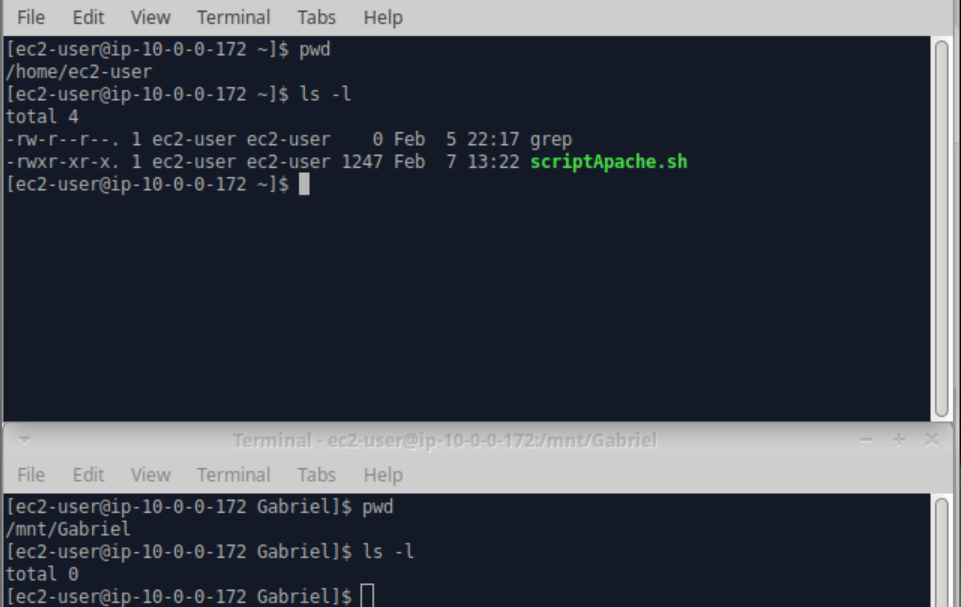 File Edit View Terminal Tabs Help
[ec2-user@ip-10-0-0-172 ~]$ pwd
/home/ec2-user
[ec2-user@ip-10-0-0-172 ~]$ ls -l
total 4
-rw-r--r--. 1 ec2-user ec2-user    0 Feb  5 22:17 grep
-rwxr-xr-x. 1 ec2-user ec2-user 1247 Feb  7 13:22 scriptApache.sh
[ec2-user@ip-10-0-0-172 ~]$
Terminal - ec2-user@ip-10-0-0-172:/mnt/Gabriel
File Edit View Terminal Tabs Help
[ec2-user@ip-10-0-0-172 Gabriel]$ pwd
/mnt/Gabriel
[ec2-user@ip-10-0-0-172 Gabriel]$ ls -l
total 0
[ec2-user@ip-10-0-0-172 Gabriel]$